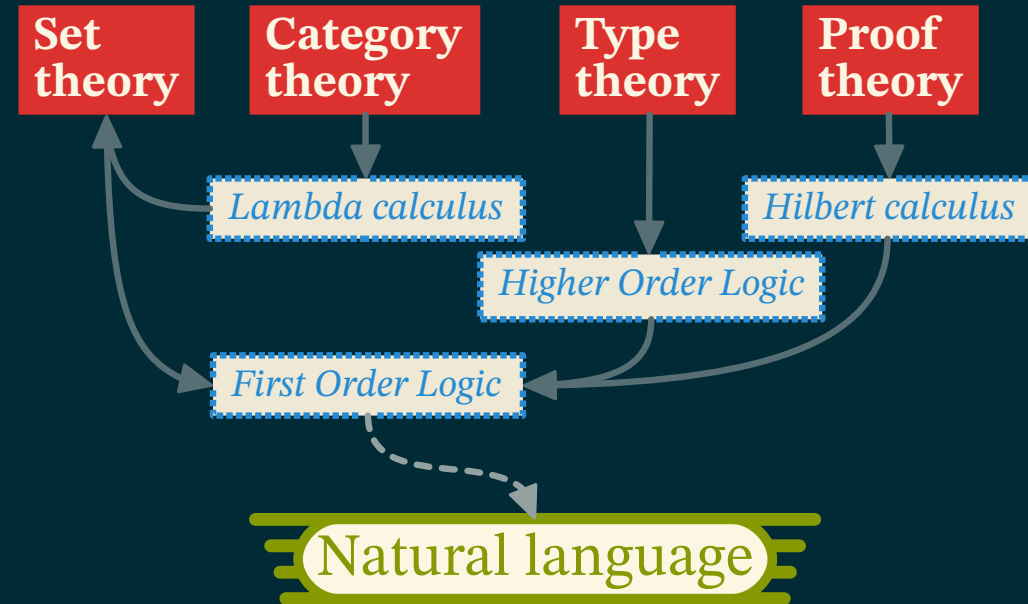 Set
theory
Category
theory
Type
theory
Proof
theory
Lambda calculus
Hilbert calculus
Higher Order Logic
First Order Logic
Natural language